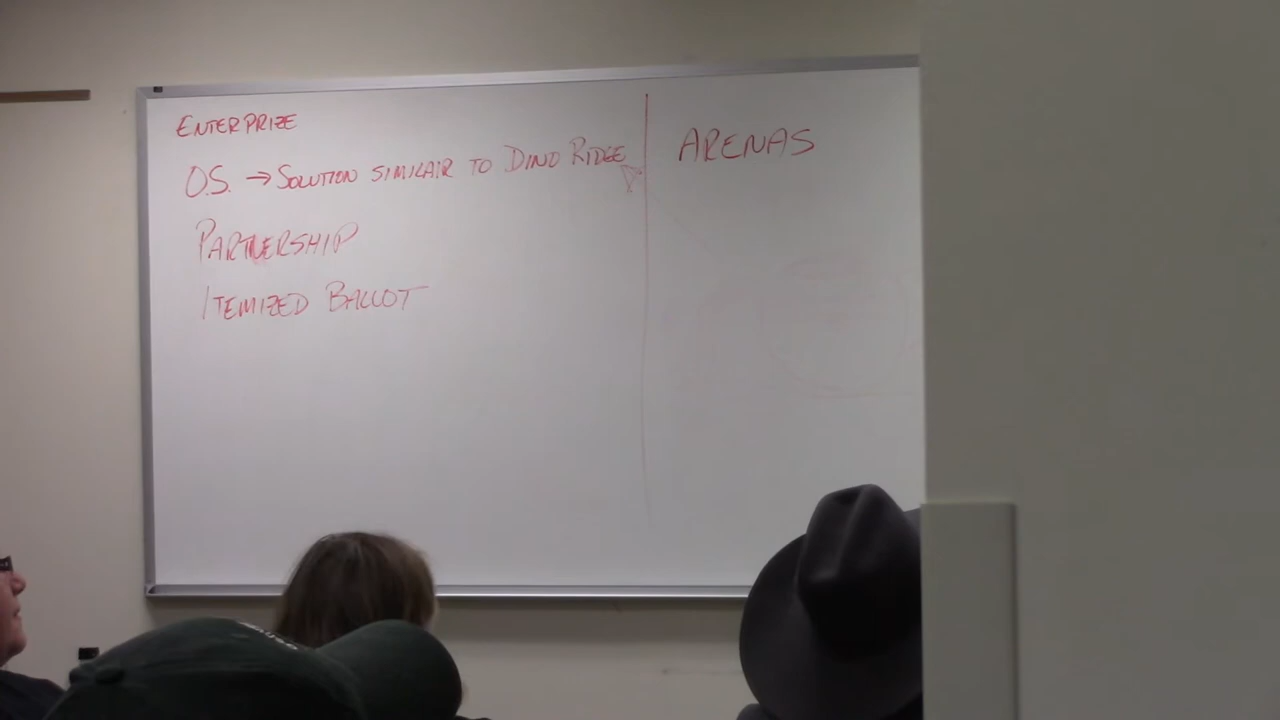 ENTERPRIZE
O.S. → SOLUTION SIMILAIR TO DINO RIDGE
PARTNERSHIP
ITEMIZED BALLOT
ARENAS